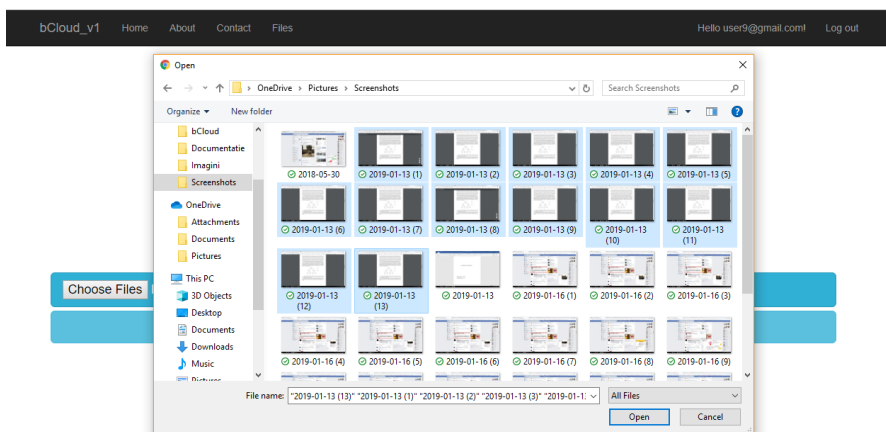 bCloud_v1 Home About Contact Files Hello user9@gmail.com! Log out
Open
OneDrive › Pictures › Screenshots Search Screenshots
Organize New folder
bCloud
Documentatie
Imagini
Screenshots
OneDrive
Attachments
Documents
Pictures
This PC
3D Objects
Desktop
Documents
Downloads
Music
Pictures
2018-05-30 2019-01-13 (1) 2019-01-13 (2) 2019-01-13 (3) 2019-01-13 (4) 2019-01-13 (5)
2019-01-13 (6) 2019-01-13 (7) 2019-01-13 (8) 2019-01-13 (9) 2019-01-13 (10) 2019-01-13 (11)
2019-01-13 (12) 2019-01-13 (13) 2019-01-13 2019-01-16 (1) 2019-01-16 (2) 2019-01-16 (3)
2019-01-16 (4) 2019-01-16 (5) 2019-01-16 (6) 2019-01-16 (7) 2019-01-16 (8) 2019-01-16 (9)
Choose Files
File name: "2019-01-13 (13)" "2019-01-13 (1)" "2019-01-13 (2)" "2019-01-13 (3)" "2019-01-1 All Files
Open Cancel